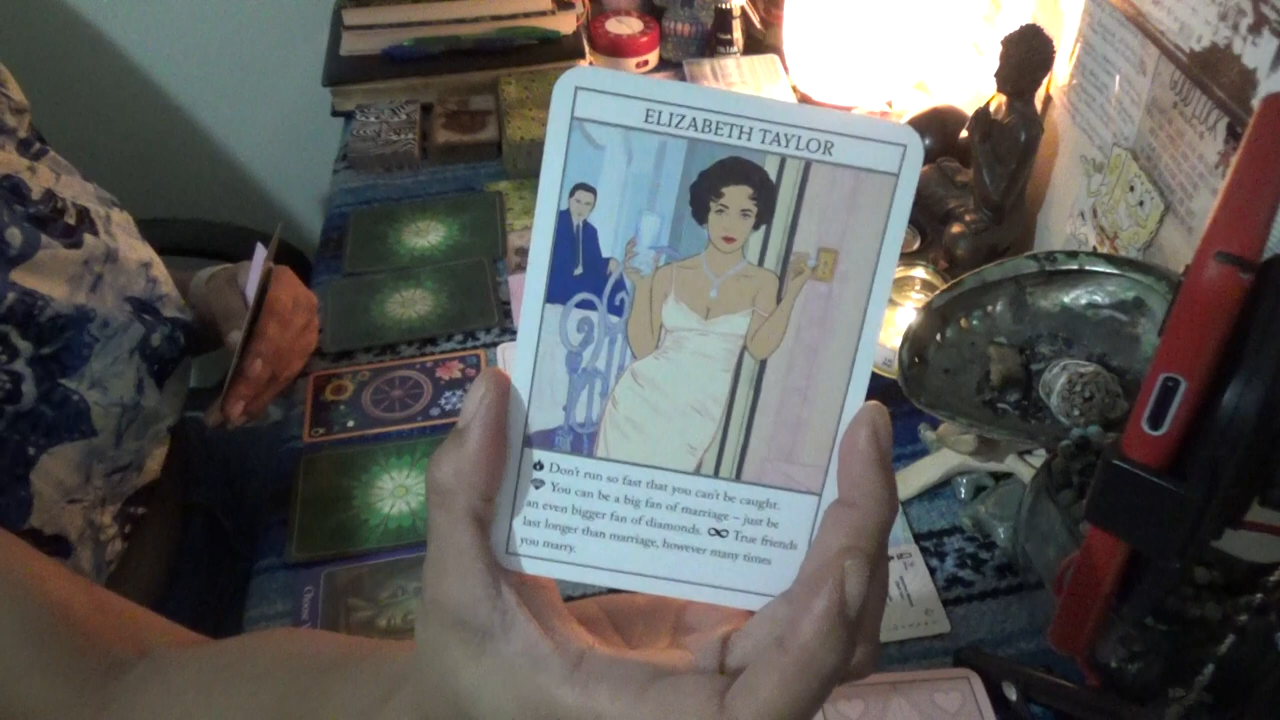 ELIZABETH TAYLOR
Don't run so fast that you can't be caught.
You can be a big fan of marriage – just be
an even bigger fan of diamonds. ∞ True friends
last longer than marriage, however many times
you marry.